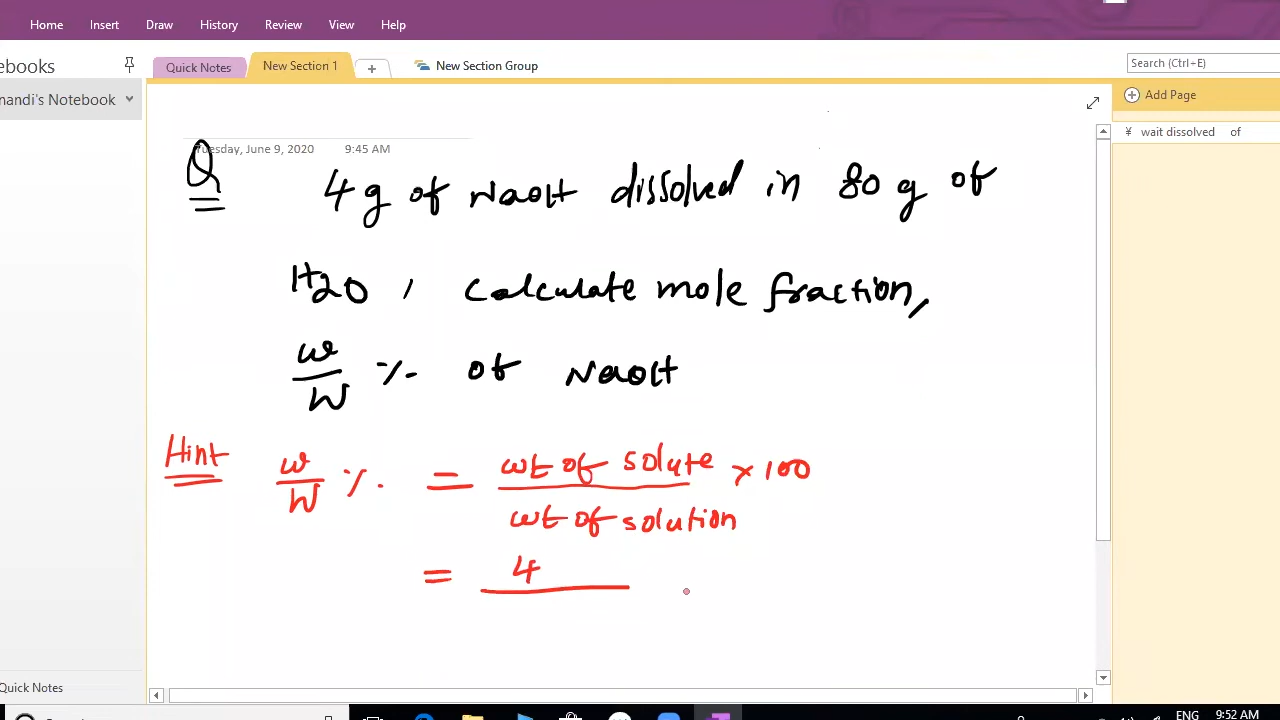 Home Insert Draw History Review View Help
ebooks
Quick Notes New Section 1 + New Section Group Search (Ctrl+E)
nandi's Notebook
Add Page
¥ wait dissolved of
Tuesday, June 9, 2020 9:45 AM
Q 4 g of NaOH dissolved in 80 g of
H2O, calculate mole fraction,
w/W % of NaOH
Hint w/W % = wt of solute × 100
wt of solution
= 4
Quick Notes
ENG 9:52 AM